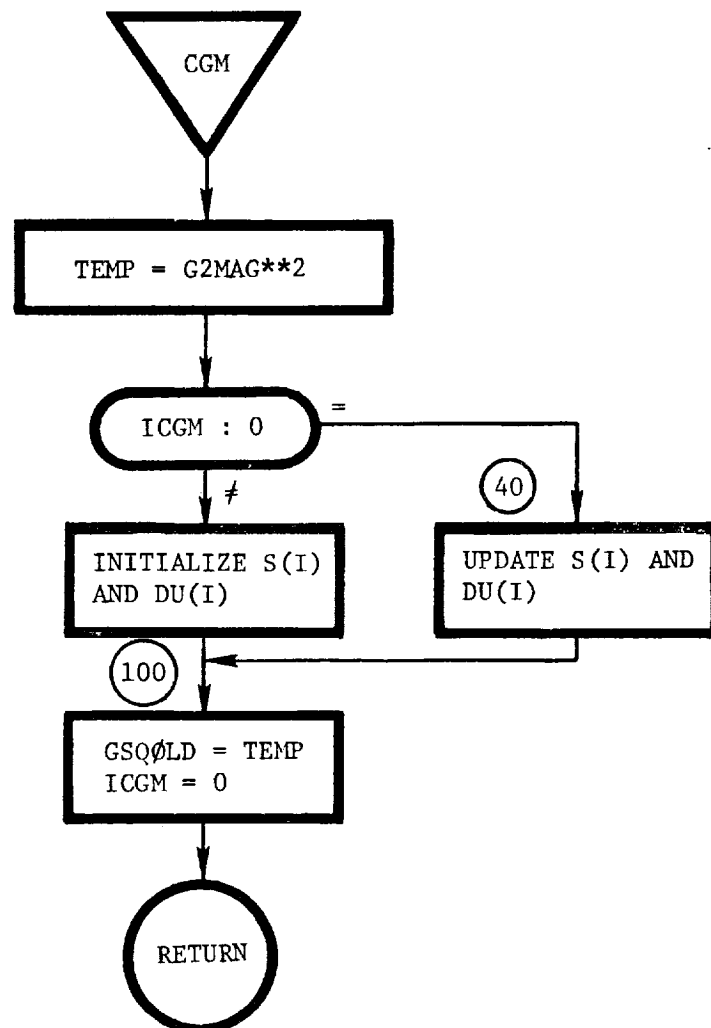 CGM
TEMP = G2MAG**2
ICGM : 0
=
≠
40
INITIALIZE S(I)
AND DU(I)
UPDATE S(I) AND
DU(I)
100
GSQØLD = TEMP
ICGM = 0
RETURN